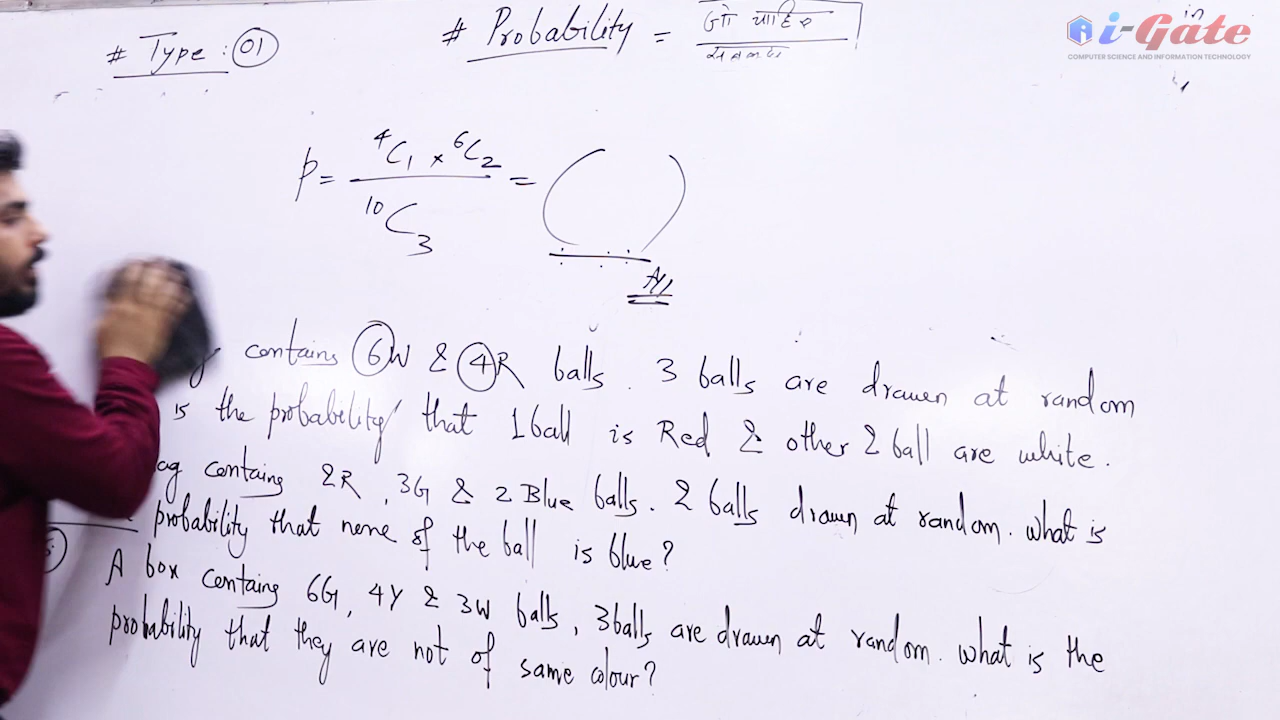 # Type : 01
# Probability = जो चाहिए
i-Gate
COMPUTER SCIENCE AND INFORMATION TECHNOLOGY
P = ⁴C₁ × ⁶C₂ / ¹⁰C₃ = ( )
contains 6W & 4R balls. 3 balls are drawn at random
is the probability that 1 ball is Red & other 2 ball are white.
ag contains 2R, 3G & 2 Blue balls. 2 balls drawn at random. What is
probability that none of the ball is blue?
A box contains 6G, 4Y & 3W balls, 3 balls are drawn at random. What is the
probability that they are not of same colour?